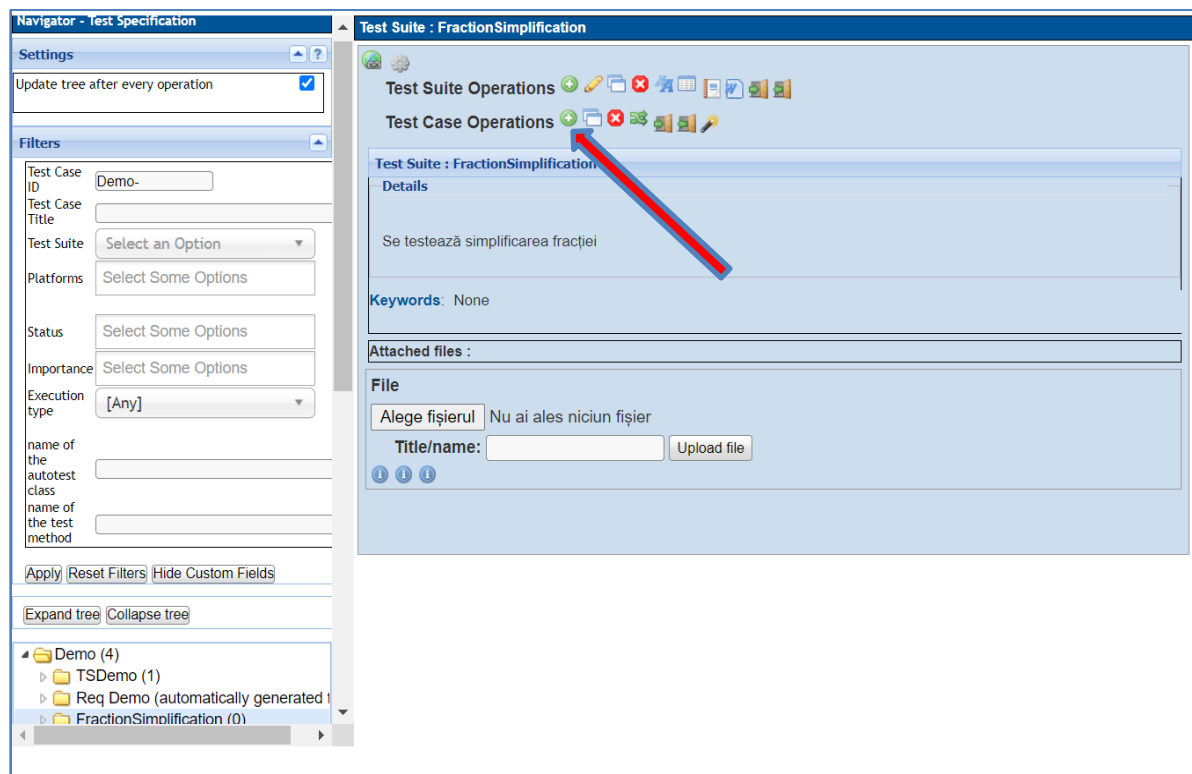 Navigator - Test Specification
Settings
?
Update tree after every operation
Filters
Test Case
ID
Demo-
Test Case
Title
Test Suite
Select an Option
Platforms
Select Some Options
Status
Select Some Options
Importance
Select Some Options
Execution
type
[Any]
name of
the
autotest
class
name of
the test
method
Apply Reset Filters Hide Custom Fields
Expand tree Collapse tree
Demo (4)
TSDemo (1)
Req Demo (automatically generated
FractionSimplification (0)
Test Suite : FractionSimplification
Test Suite Operations
Test Case Operations
Test Suite : FractionSimplification
Details
Se testează simplificarea fracției
Keywords: None
Attached files :
File
Alege fișierul Nu ai ales niciun fișier
Title/name: Upload file